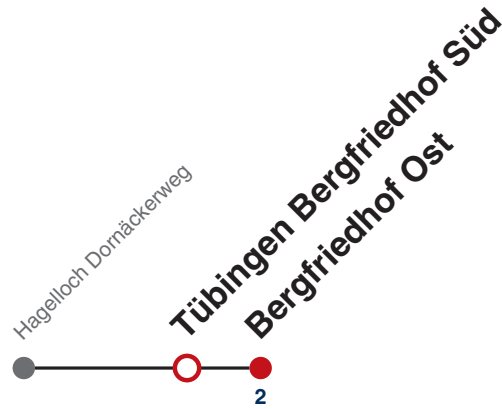 Hagelloch Dornäckerweg
Tübingen Bergfriedhof Süd
Bergfriedhof Ost
2